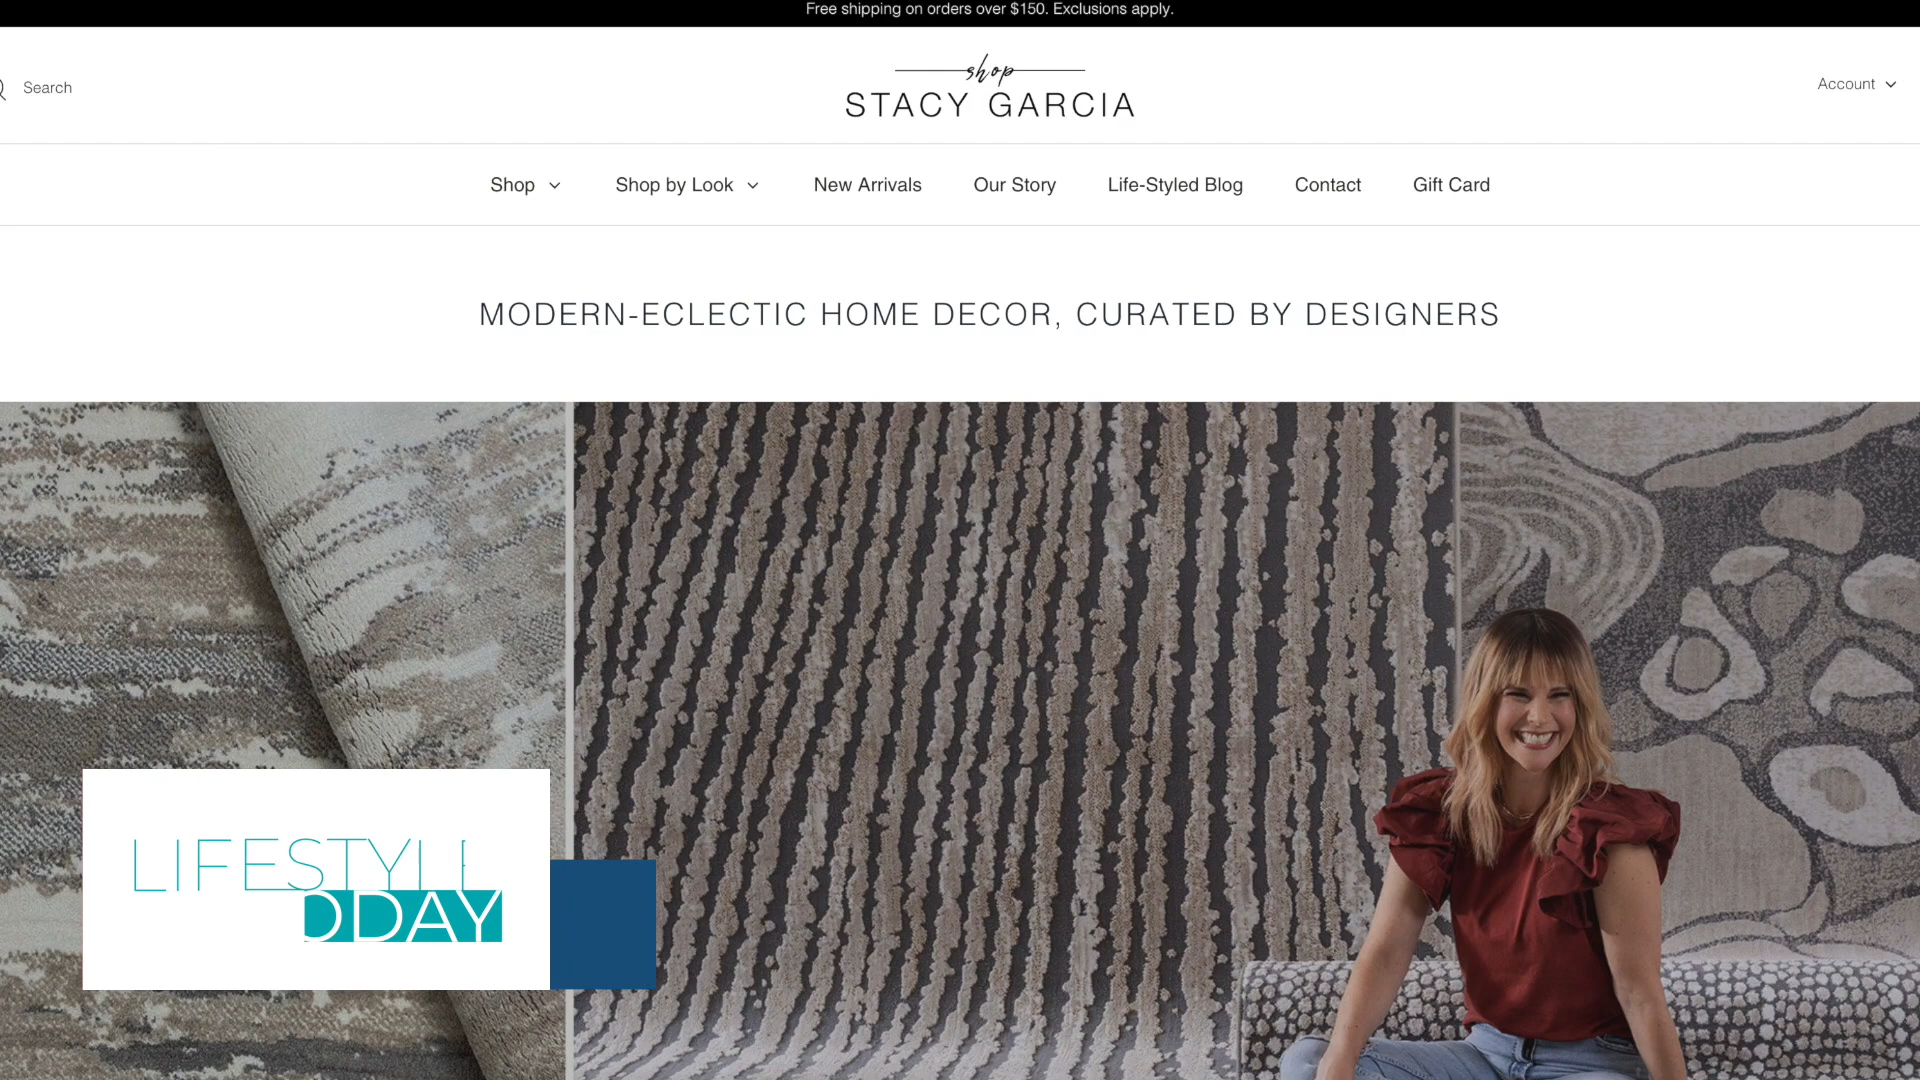 Free shipping on orders over $150. Exclusions apply.
Search
shop
STACY GARCIA
Account
Shop
Shop by Look
New Arrivals
Our Story
Life-Styled Blog
Contact
Gift Card
MODERN-ECLECTIC HOME DECOR, CURATED BY DESIGNERS
LIFESTYLE
ODAY